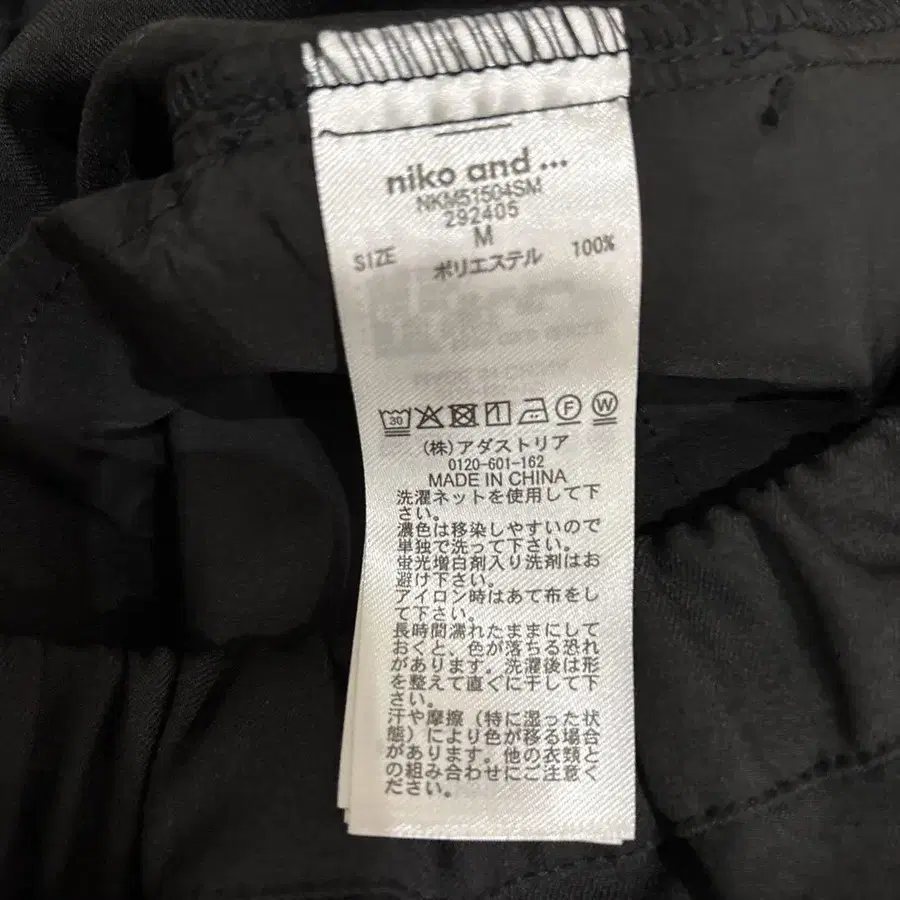 niko and ...
NKM51504SM
292405
SIZE M
ポリエステル 100%
30
F W
(株)アダストリア
0120-601-162
MADE IN CHINA
洗濯ネットを使用して下
さい。
濃色は移染しやすいので
単独で洗って下さい。
蛍光増白剤入り洗剤はお
避け下さい。
アイロン時はあて布をし
て下さい。
長時間濡れたままにして
おくと、色が落ちる恐れ
があります。洗濯後は形
を整えて直ぐに干して下
さい。
汗や摩擦（特に湿った状
態）により色が移る場合
があります。他の衣類と
の組み合わせにご注意く
ださい。